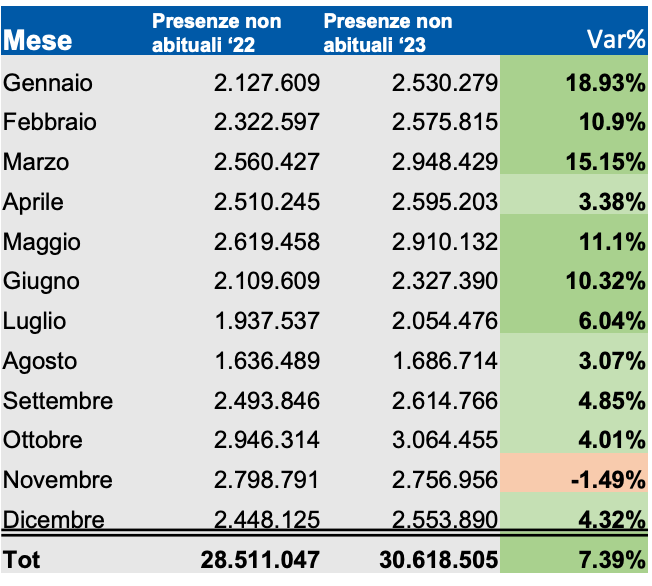 Mese Presenze non abituali ‘22 Presenze non abituali ‘23 Var%
Gennaio 2.127.609 2.530.279 18.93%
Febbraio 2.322.597 2.575.815 10.9%
Marzo 2.560.427 2.948.429 15.15%
Aprile 2.510.245 2.595.203 3.38%
Maggio 2.619.458 2.910.132 11.1%
Giugno 2.109.609 2.327.390 10.32%
Luglio 1.937.537 2.054.476 6.04%
Agosto 1.636.489 1.686.714 3.07%
Settembre 2.493.846 2.614.766 4.85%
Ottobre 2.946.314 3.064.455 4.01%
Novembre 2.798.791 2.756.956 -1.49%
Dicembre 2.448.125 2.553.890 4.32%
Tot 28.511.047 30.618.505 7.39%